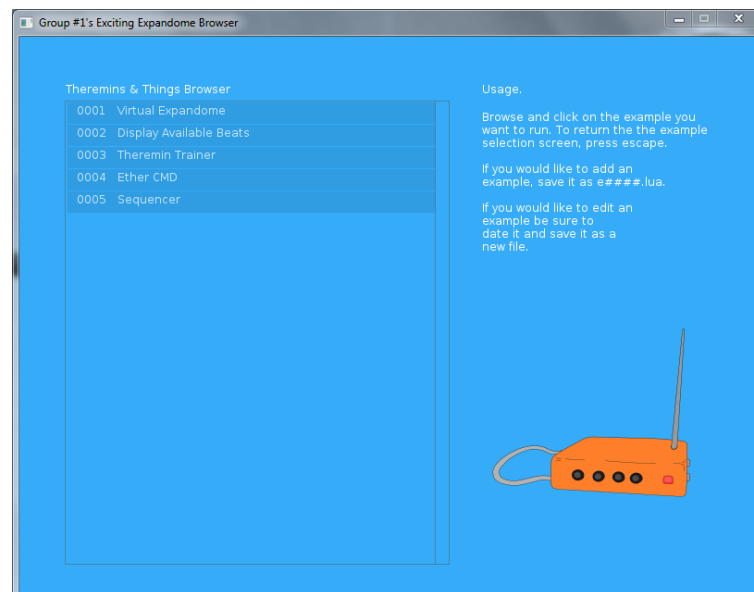 Group #1's Exciting Expandome Browser
Theremins & Things Browser
0001 Virtual Expandome
0002 Display Available Beats
0003 Theremin Trainer
0004 Ether CMD
0005 Sequencer
Usage.
Browse and click on the example you
want to run. To return the the example
selection screen, press escape.
If you would like to add an
example, save it as e####.lua.
If you would like to edit an
example be sure to
date it and save it as a
new file.